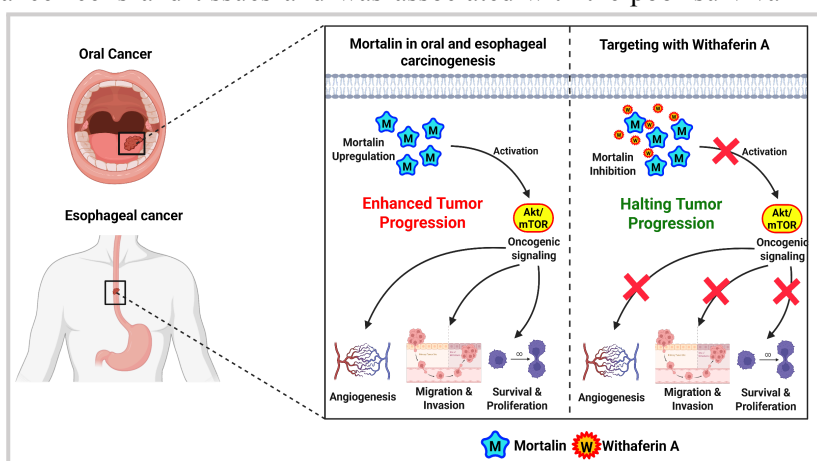 Oral Cancer
Esophageal cancer
Mortalin in oral and esophageal
carcinogenesis
M
M
M
M
M
Mortalin
Upregulation
Activation
Enhanced Tumor
Progression
Akt/
mTOR
Oncogenic
signaling
Angiogenesis
Migration &
Invasion
Survival &
Proliferation
Targeting with Withaferin A
W
W
W
W
W
W
W
M
M
M
M
M
Mortalin
Inhibition
Activation
Halting Tumor
Progression
Akt/
mTOR
Oncogenic
signaling
Angiogenesis
Migration &
Invasion
Survival &
Proliferation
M Mortalin W Withaferin A